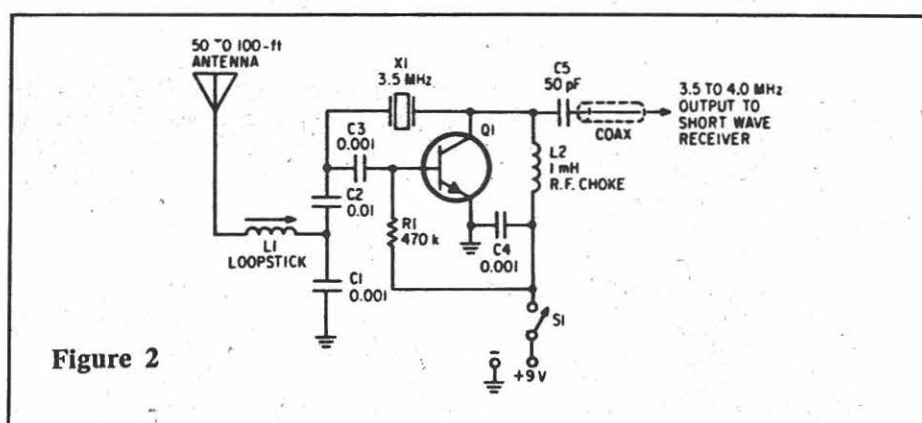 50 TO 100-ft
ANTENNA
X1
3.5 MHz
C5
50 pF
3.5 TO 4.0 MHz
OUTPUT TO
SHORT WAVE
RECEIVER
COAX
C3
0.001
Q1
L2
1 mH
R.F. CHOKE
C2
0.01
R1
470 k
C4
0.001
L1
LOOPSTICK
C1
0.001
S1
Figure 2
-
+9 V